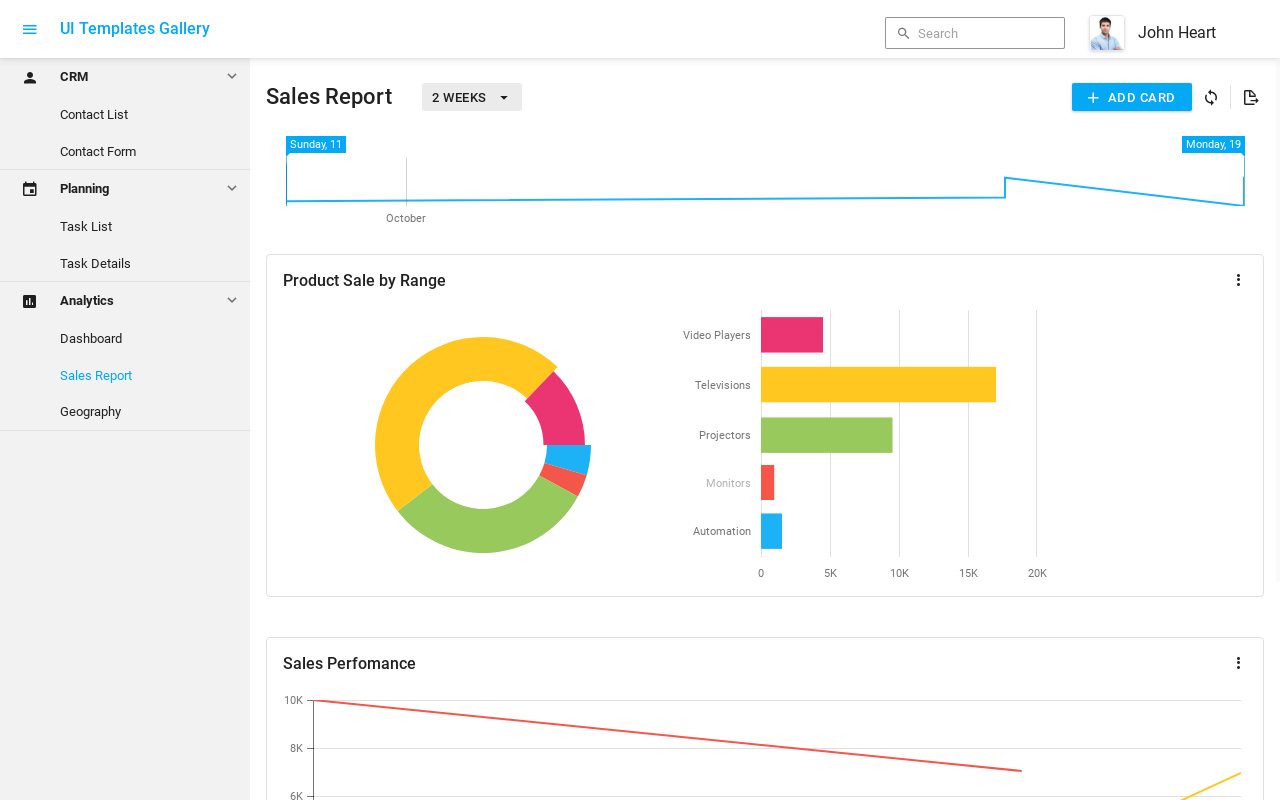 UI Templates Gallery
Search
John Heart
CRM
Contact List
Contact Form
Planning
Task List
Task Details
Analytics
Dashboard
Sales Report
Geography
Sales Report
2 WEEKS
ADD CARD
Sunday, 11
Monday, 19
October
Product Sale by Range
Video Players
Televisions
Projectors
Monitors
Automation
0 5K 10K 15K 20K
Sales Perfomance
10K
8K
6K